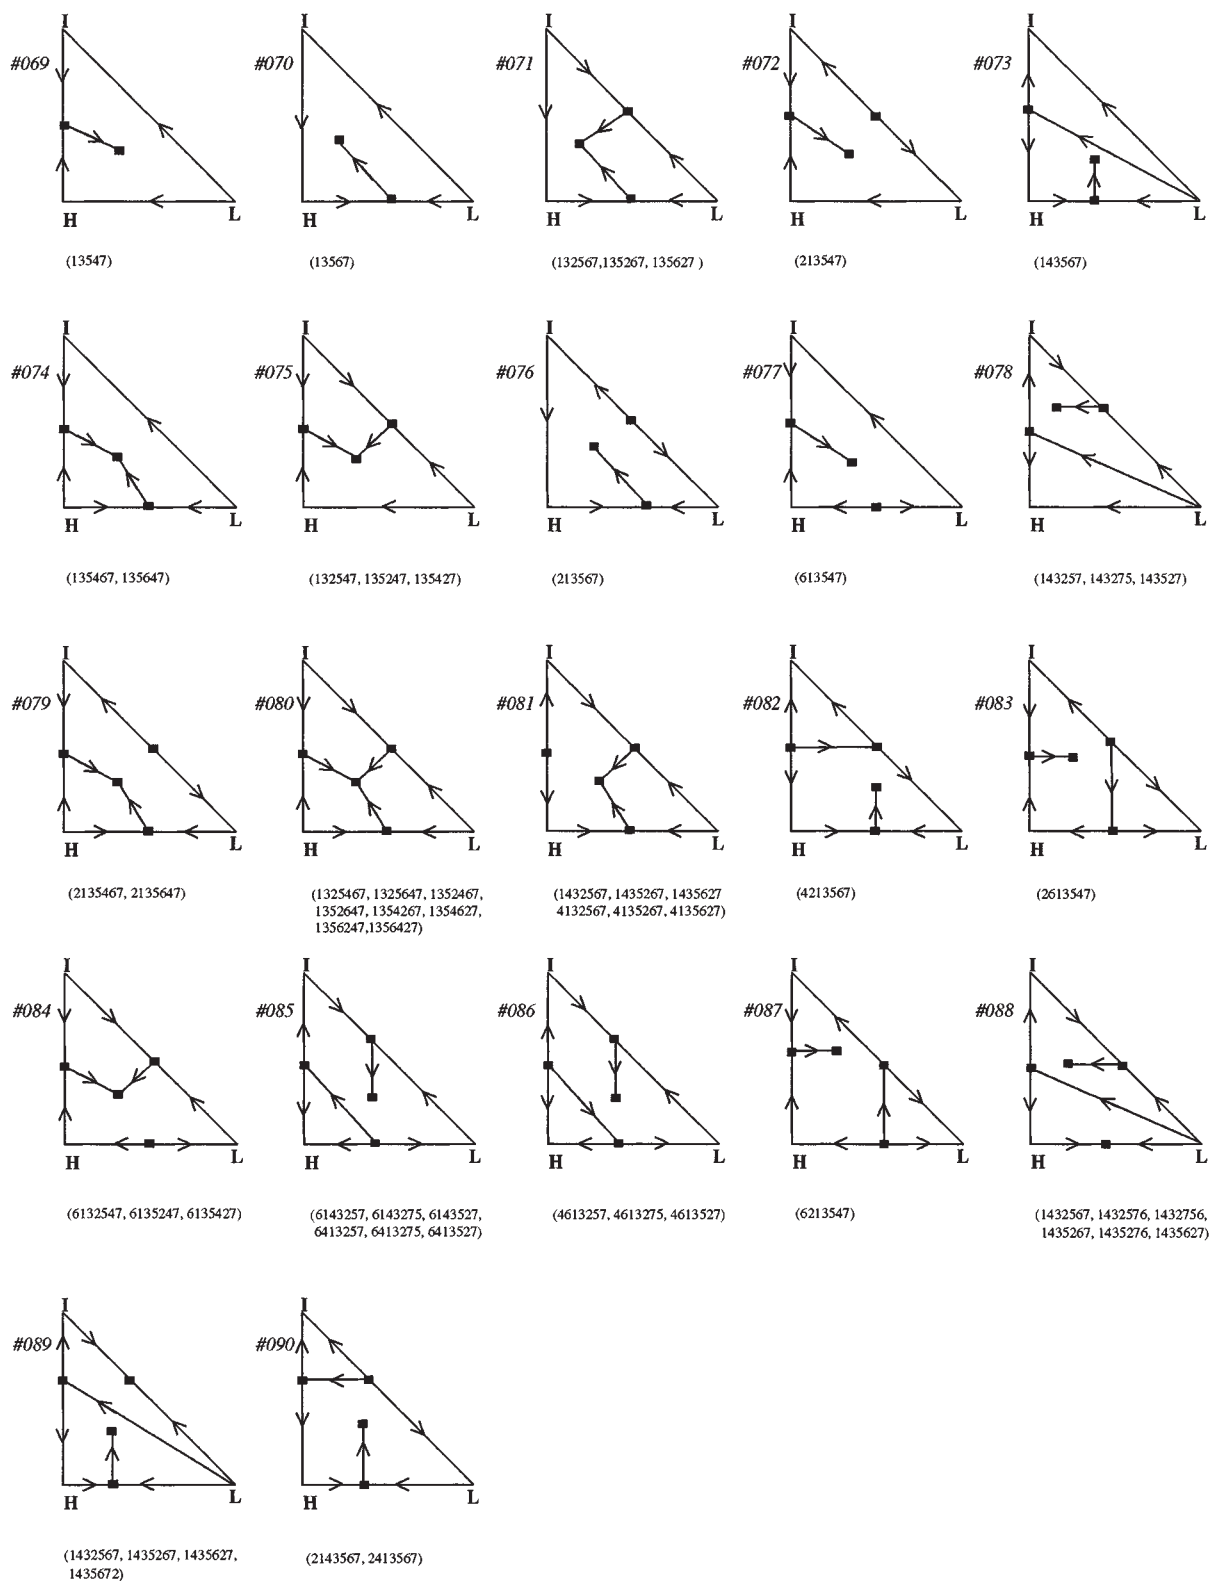 I
I
I
I
I
#069
#070
#071
#072
#073
H
L
H
L
H
L
H
L
H
L
(13547)
(13567)
(132567,135267, 135627 )
(213547)
(143567)
I
I
I
I
I
#074
#075
#076
#077
#078
H
L
H
L
H
L
H
L
H
L
(135467, 135647)
(132547, 135247, 135427)
(213567)
(613547)
(143257, 143275, 143527)
I
I
I
I
I
#079
#080
#081
#082
#083
H
L
H
L
H
L
H
L
H
L
(2135467, 2135647)
(1325467, 1325647, 1352467,
1352647, 1354267, 1354627,
1356247,1356427)
(1432567, 1435267, 1435627
4132567, 4135267, 4135627)
(4213567)
(2613547)
I
I
I
I
I
#084
#085
#086
#087
#088
H
L
H
L
H
L
H
L
H
L
(6132547, 6135247, 6135427)
(6143257, 6143275, 6143527,
6413257, 6413275, 6413527)
(4613257, 4613275, 4613527)
(6213547)
(1432567, 1432576, 1432756,
1435267, 1435276, 1435627)
I
I
#089
#090
H
L
H
L
(1432567, 1435267, 1435627,
1435672)
(2143567, 2413567)